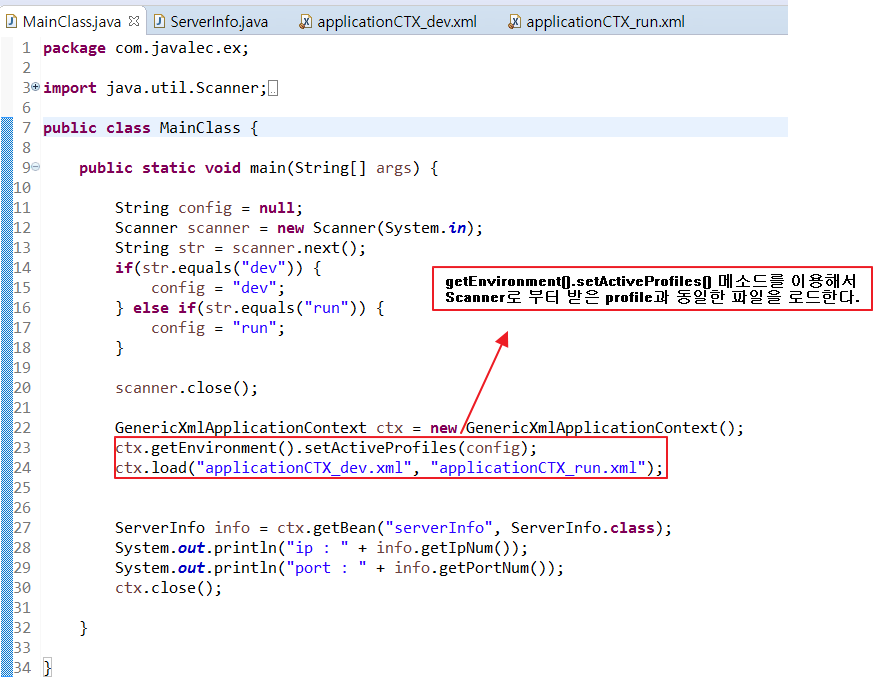 MainClass.java ServerInfo.java applicationCTX_dev.xml applicationCTX_run.xml
1 package com.javalec.ex;
2
3 import java.util.Scanner;
6
7 public class MainClass {
8
9 public static void main(String[] args) {
10
11 String config = null;
12 Scanner scanner = new Scanner(System.in);
13 String str = scanner.next();
14 if(str.equals("dev")) {
15 config = "dev";
16 } else if(str.equals("run")) {
17 config = "run";
18 }
19
20 scanner.close();
21
22 GenericXmlApplicationContext ctx = new GenericXmlApplicationContext();
23 ctx.getEnvironment().setActiveProfiles(config);
24 ctx.load("applicationCTX_dev.xml", "applicationCTX_run.xml");
25
26
27 ServerInfo info = ctx.getBean("serverInfo", ServerInfo.class);
28 System.out.println("ip : " + info.getIpNum());
29 System.out.println("port : " + info.getPortNum());
30 ctx.close();
31
32 }
33
34 }
getEnvironment().setActiveProfiles() 메소드를 이용해서
Scanner로 부터 받은 profile과 동일한 파일을 로드한다.